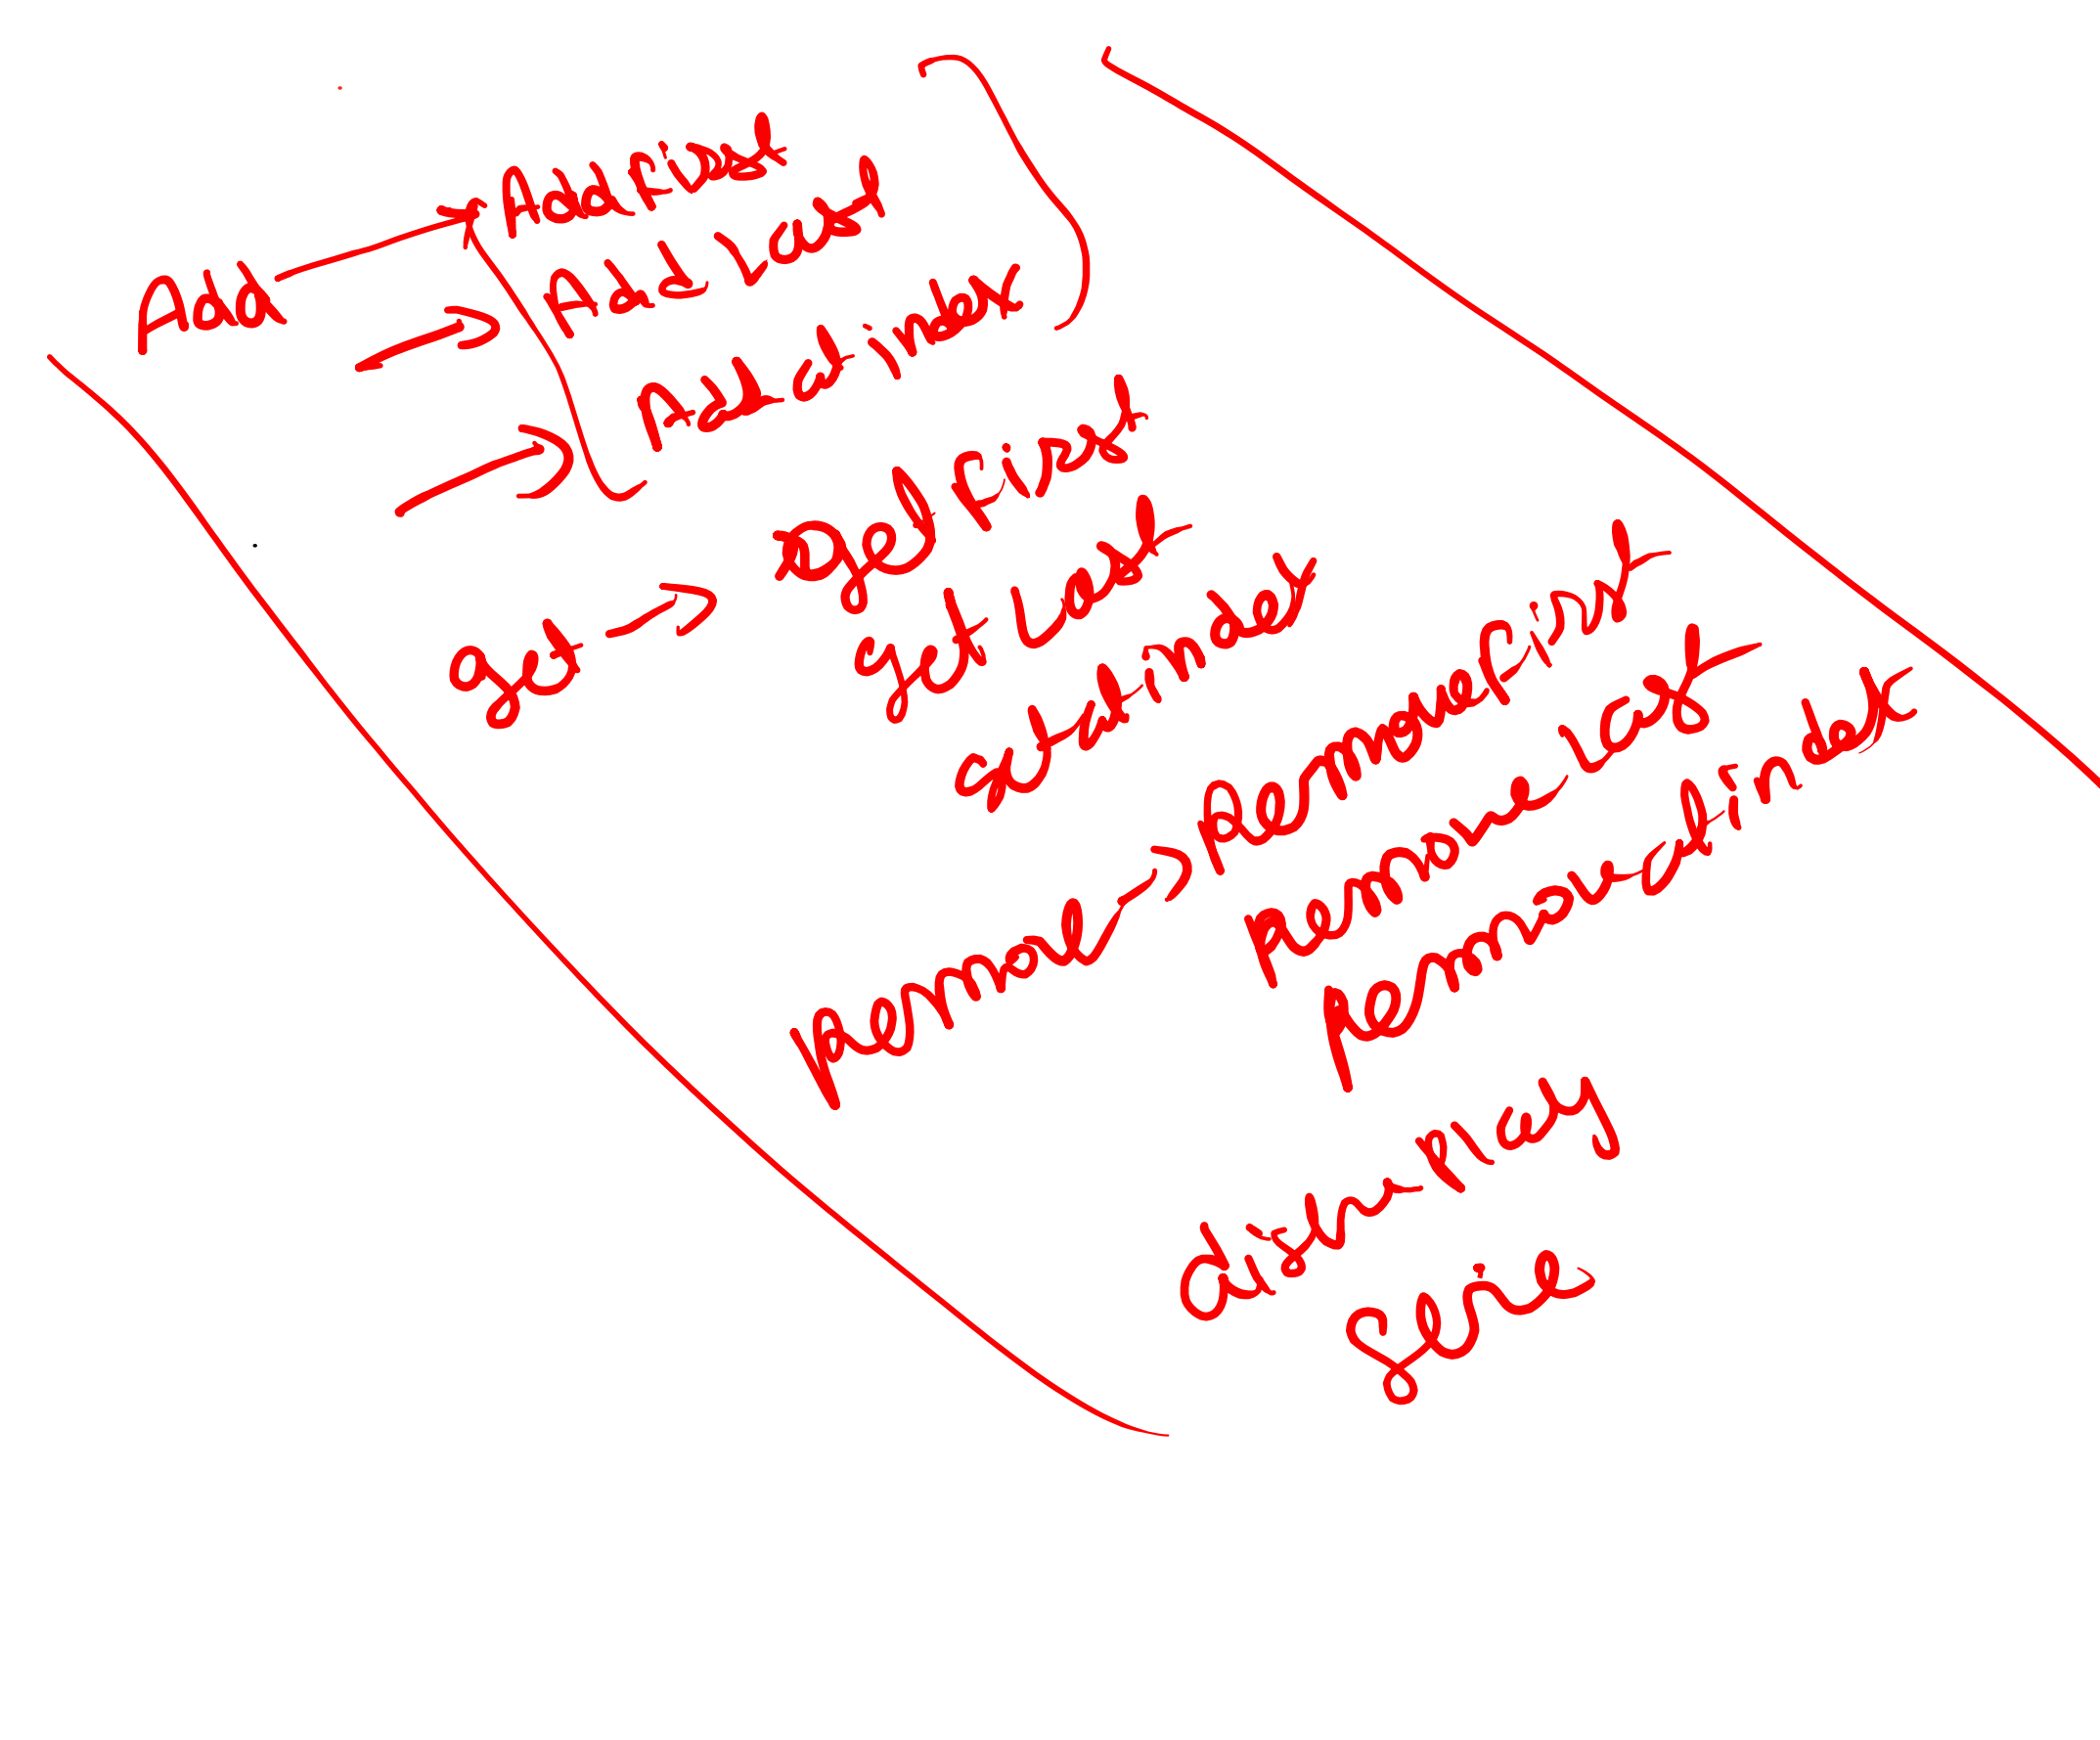 Add → Add First
Add Last
Add at index
get → Get First
get Last
get at index
Remove → Remove First
Remove Last
Remove at index
display
Size